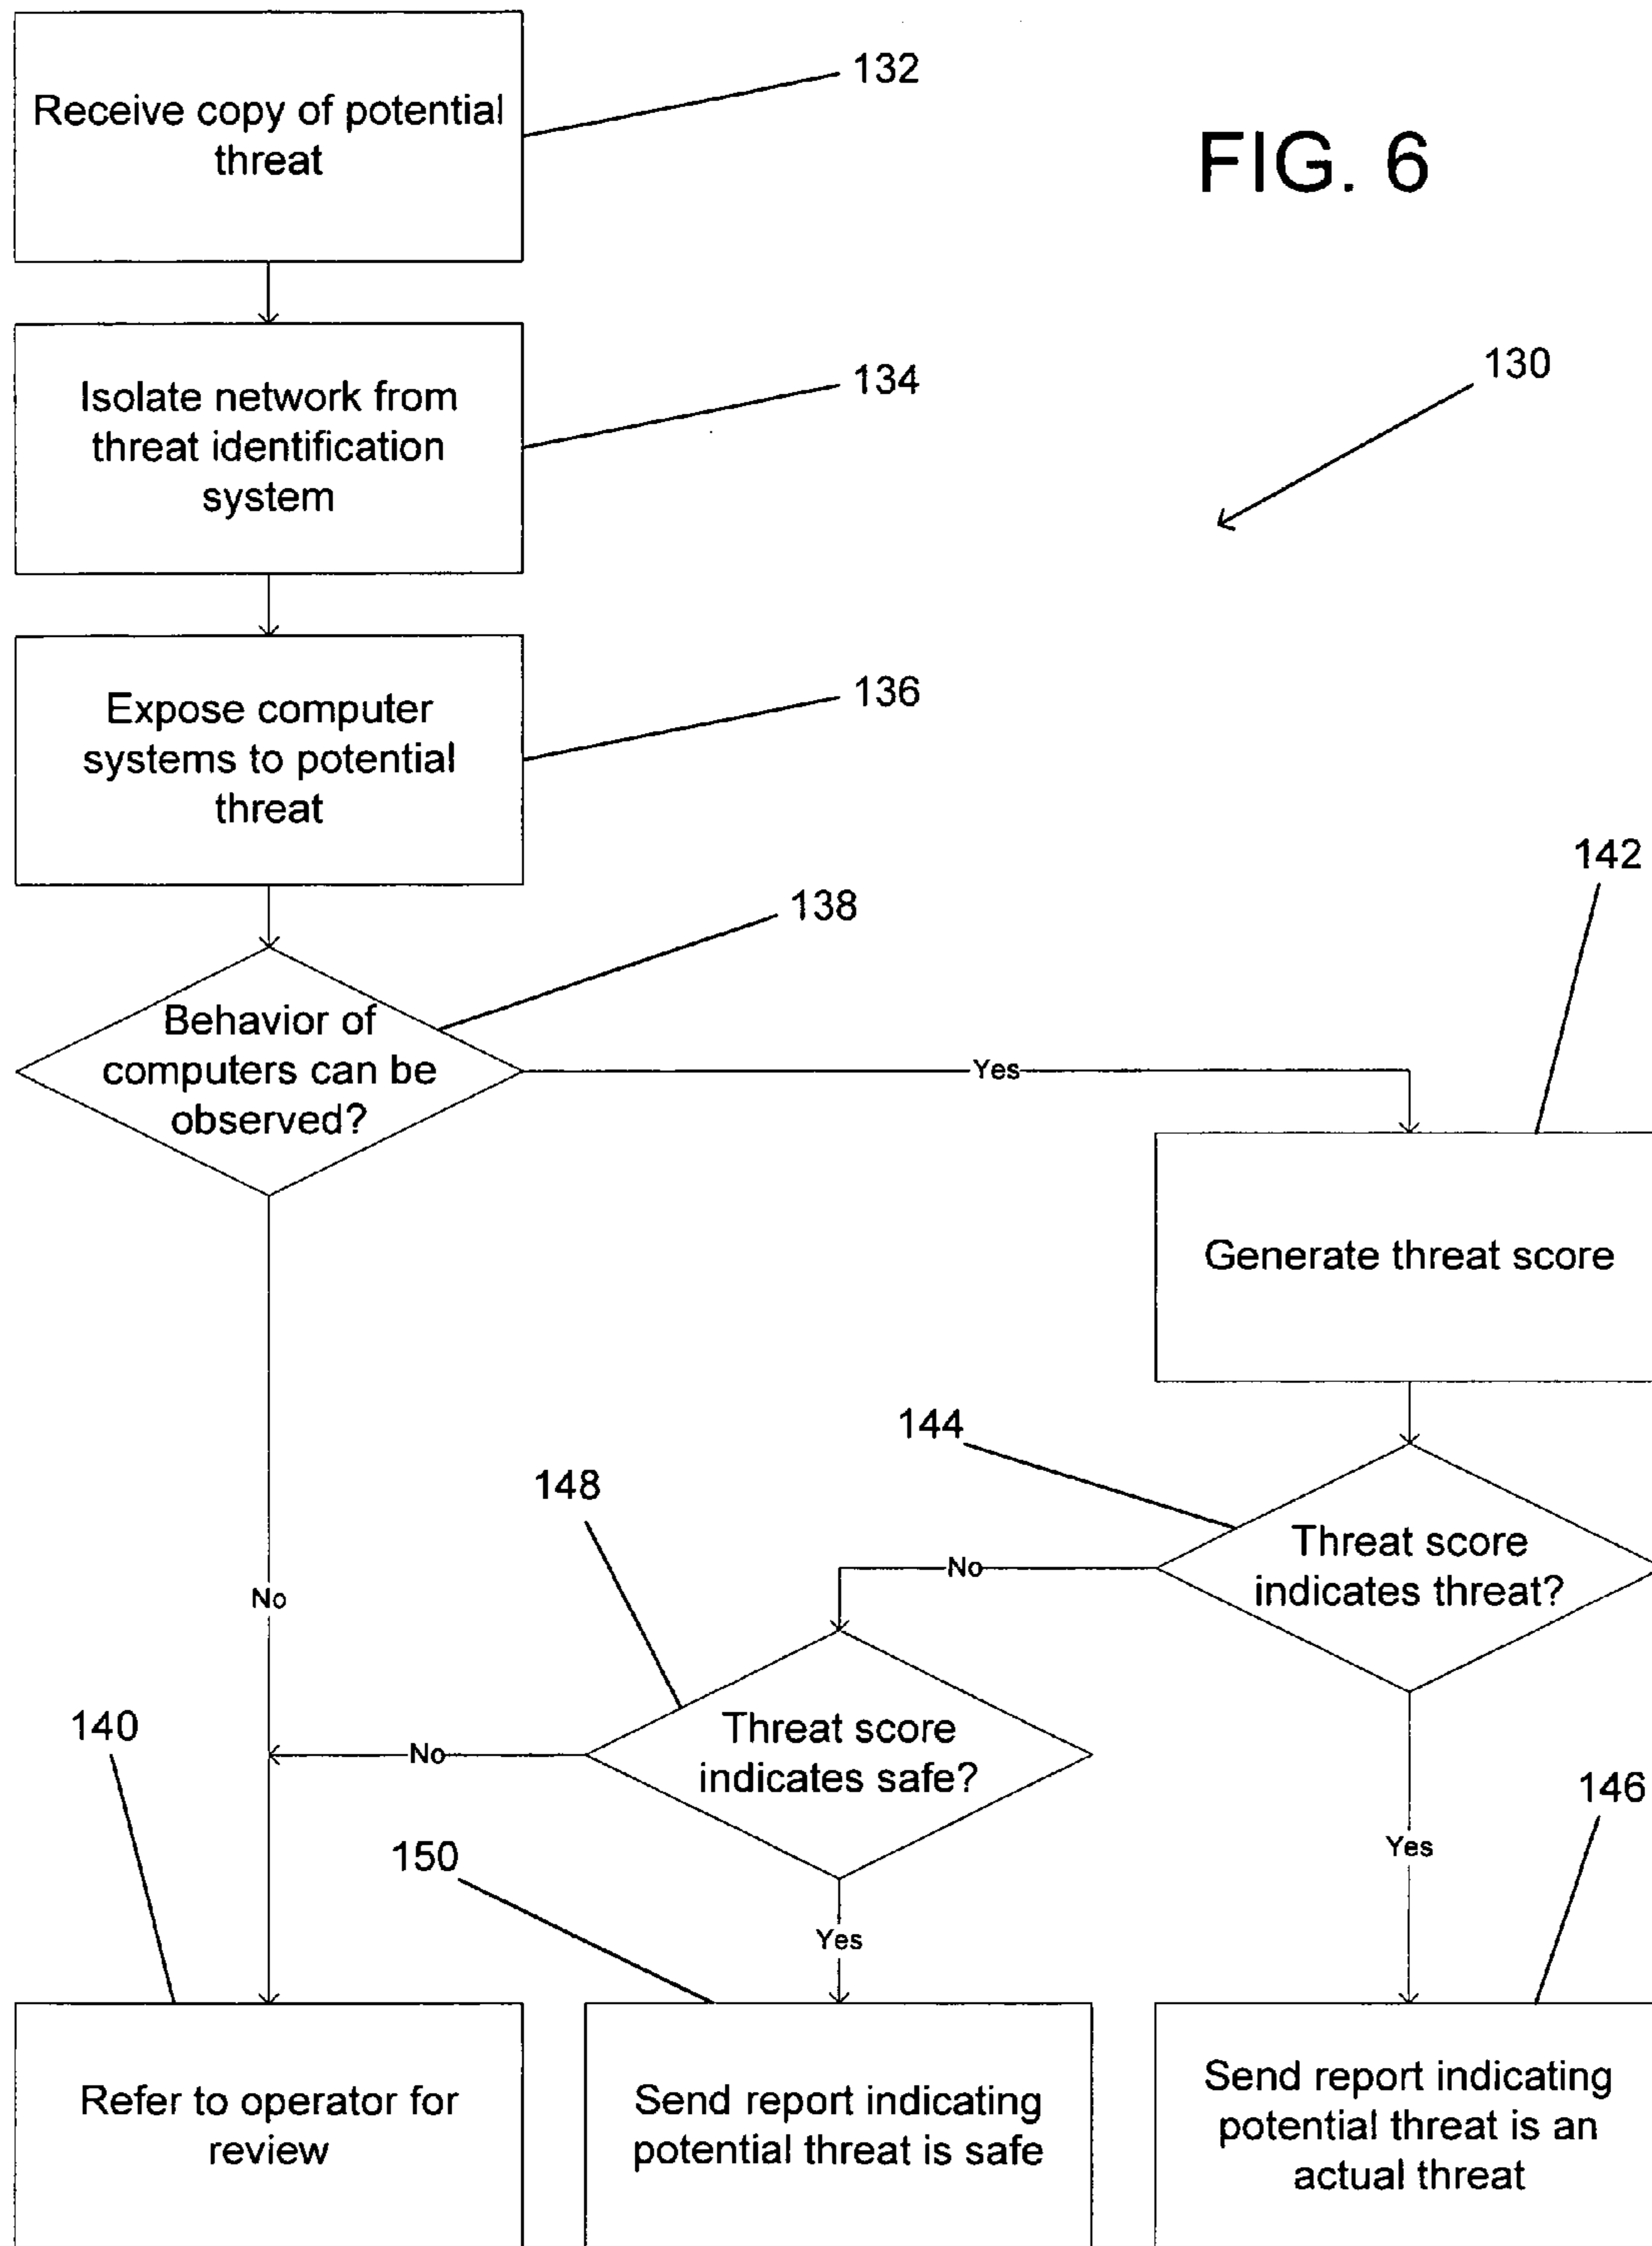 Receive copy of potential
threat
132
FIG. 6
Isolate network from
threat identification
system
134
130
Expose computer
systems to potential
threat
136
142
138
Behavior of
computers can be
observed?
Yes
Generate threat score
144
148
Threat score
indicates threat?
No
No
140
Threat score
indicates safe?
No
146
150
Yes
Yes
Refer to operator for
review
Send report indicating
potential threat is safe
Send report indicating
potential threat is an
actual threat